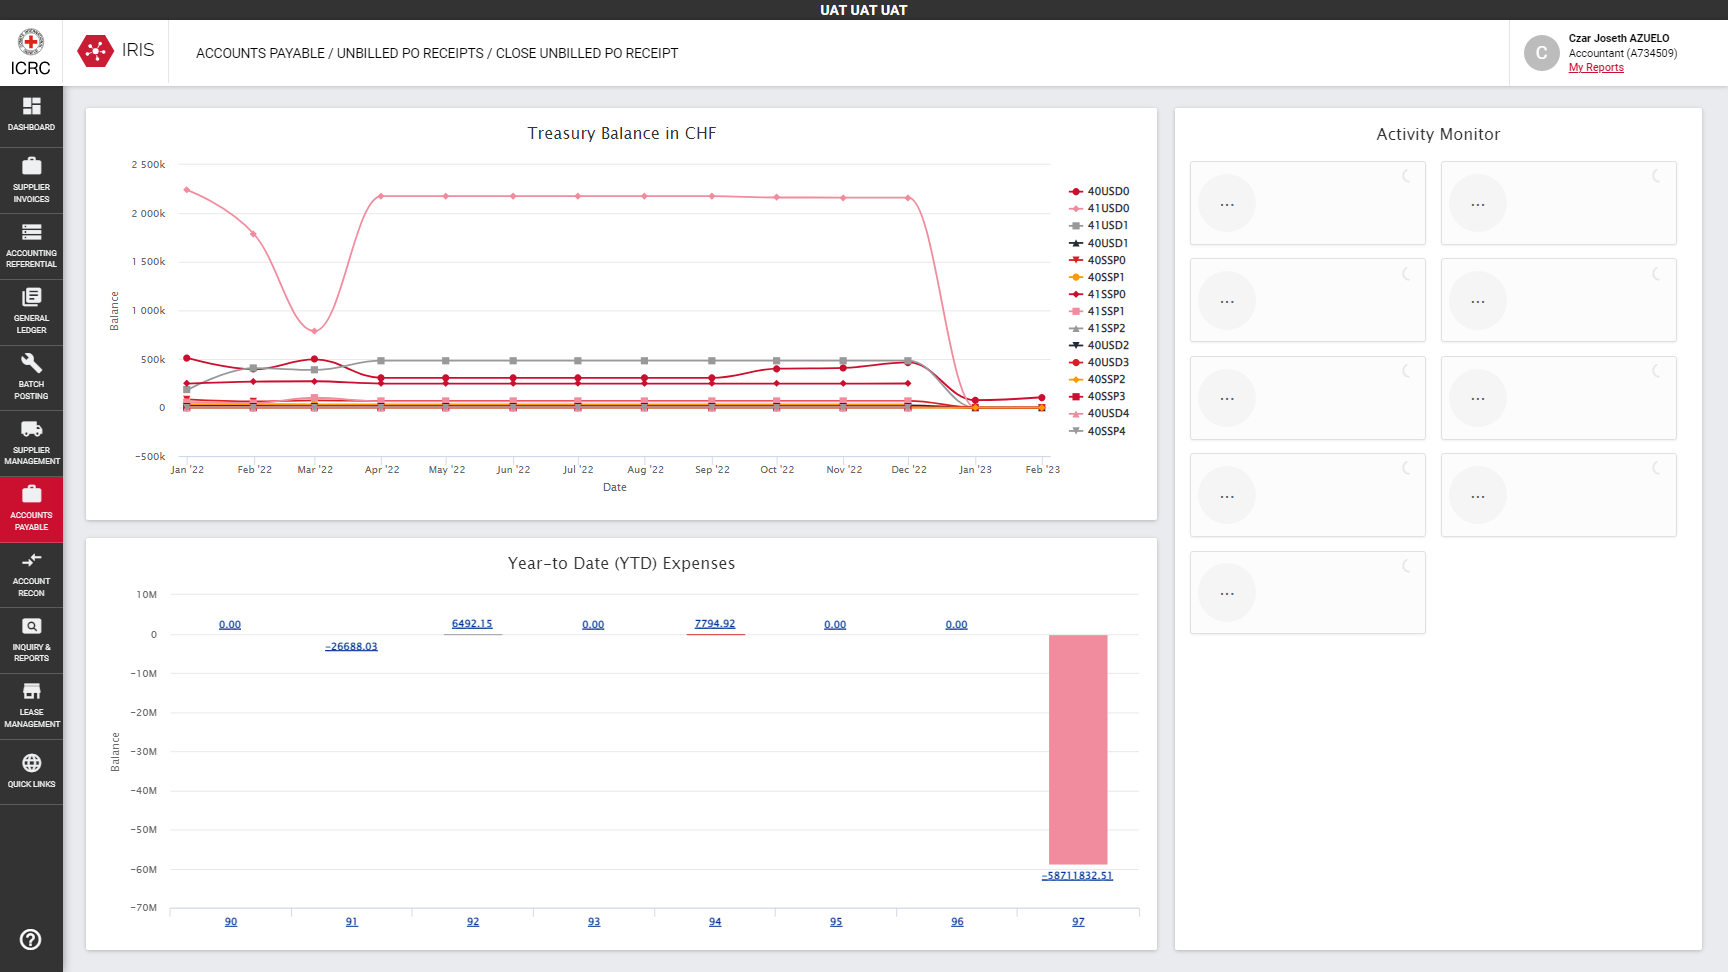 UAT UAT UAT
ICRC
IRIS
ACCOUNTS PAYABLE / UNBILLED PO RECEIPTS / CLOSE UNBILLED PO RECEIPT
C
Czar Joseth AZUELO
Accountant (A734509)
My Reports
DASHBOARD
SUPPLIER
INVOICES
ACCOUNTING
REFERENTIAL
GENERAL
LEDGER
BATCH
POSTING
SUPPLIER
MANAGEMENT
ACCOUNTS
PAYABLE
ACCOUNT
RECON
INQUIRY &
REPORTS
LEASE
MANAGEMENT
QUICK LINKS
Treasury Balance in CHF
Balance
2 500k
2 000k
1 500k
1 000k
500k
0
−500k
Jan '22 Feb '22 Mar '22 Apr '22 May '22 Jun '22 Jul '22 Aug '22 Sep '22 Oct '22 Nov '22 Dec '22 Jan '23 Feb '23
Date
40USD0
41USD0
41USD1
40USD1
40SSP0
40SSP1
41SSP0
41SSP1
41SSP2
40USD2
40USD3
40SSP2
40SSP3
40USD4
40SSP4
Year-to Date (YTD) Expenses
Balance
10M
0
−10M
−20M
−30M
−40M
−50M
−60M
−70M
0.00 −26688.03 6492.15 0.00 7794.92 0.00 0.00 −58711832.51
90 91 92 93 94 95 96 97
Activity Monitor
... ...
... ...
... ...
... ...
...